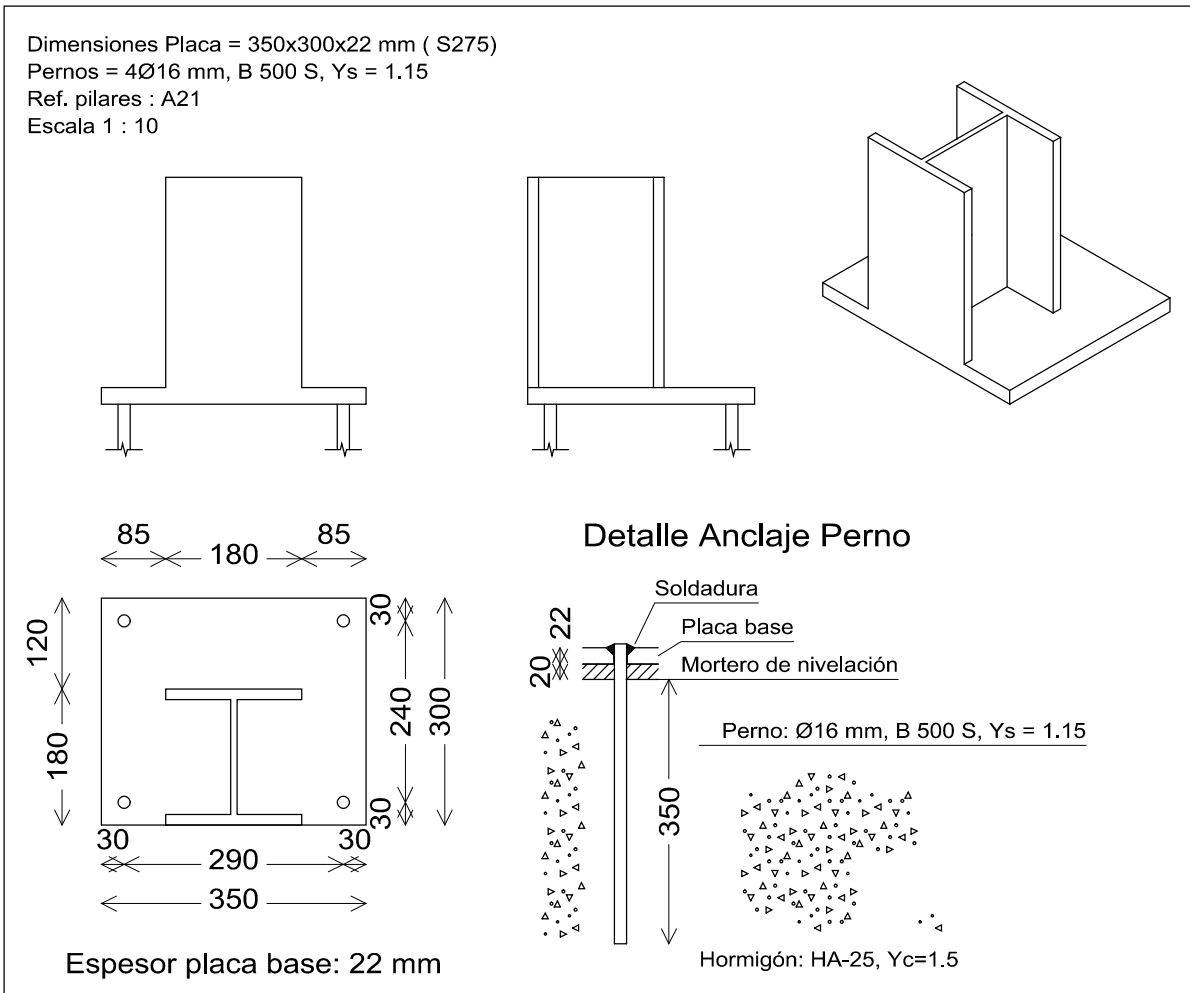 Dimensiones Placa = 350x300x22 mm ( S275)
Pernos = 4Ø16 mm, B 500 S, Ys = 1.15
Ref. pilares : A21
Escala 1 : 10
85
180
85
120
180
30
240
30
300
30
290
30
350
Espesor placa base: 22 mm
Detalle Anclaje Perno
Soldadura
22
Placa base
20
Mortero de nivelación
Perno: Ø16 mm, B 500 S, Ys = 1.15
350
Hormigón: HA-25, Yc=1.5